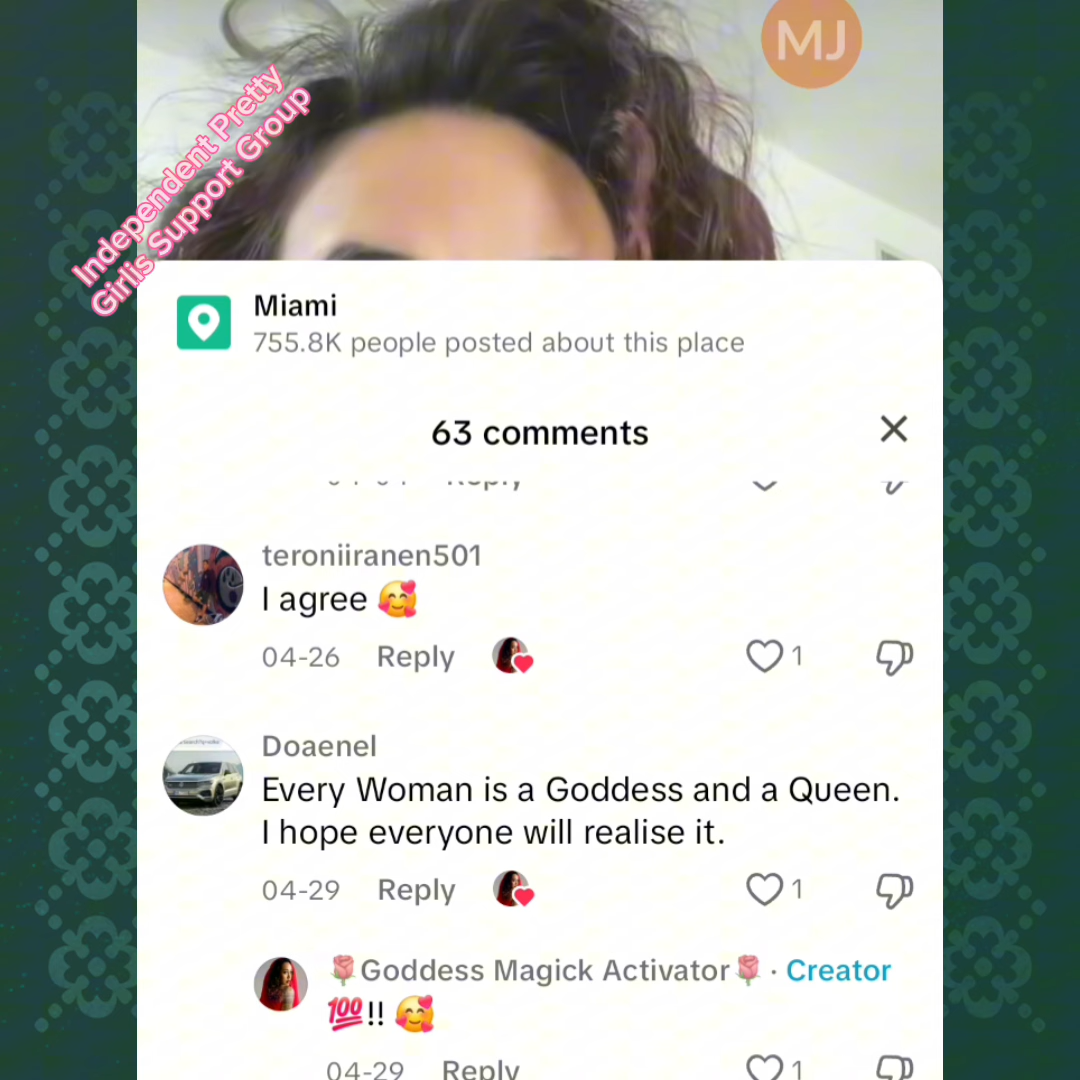 MJ
Independent Pretty
Girlis Support Group
Miami
755.8K people posted about this place
63 comments
Reply
teroniiranen501
I agree 🥰
04-26 Reply 1
Doaenel
Every Woman is a Goddess and a Queen.
I hope everyone will realise it.
04-29 Reply 1
🌹Goddess Magick Activator🌹 · Creator
💯!! 🥰
04-29 Reply 1